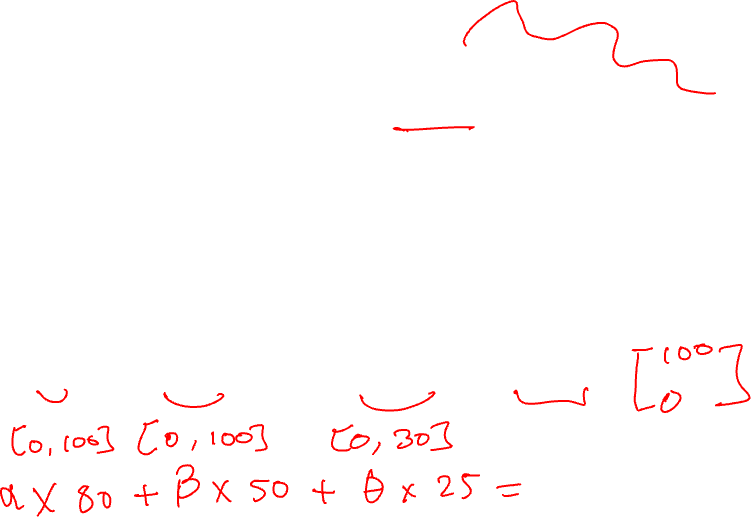 [100
0]
[0,100] [0,100] [0,30]
α × 80 + β × 50 + θ × 25 =